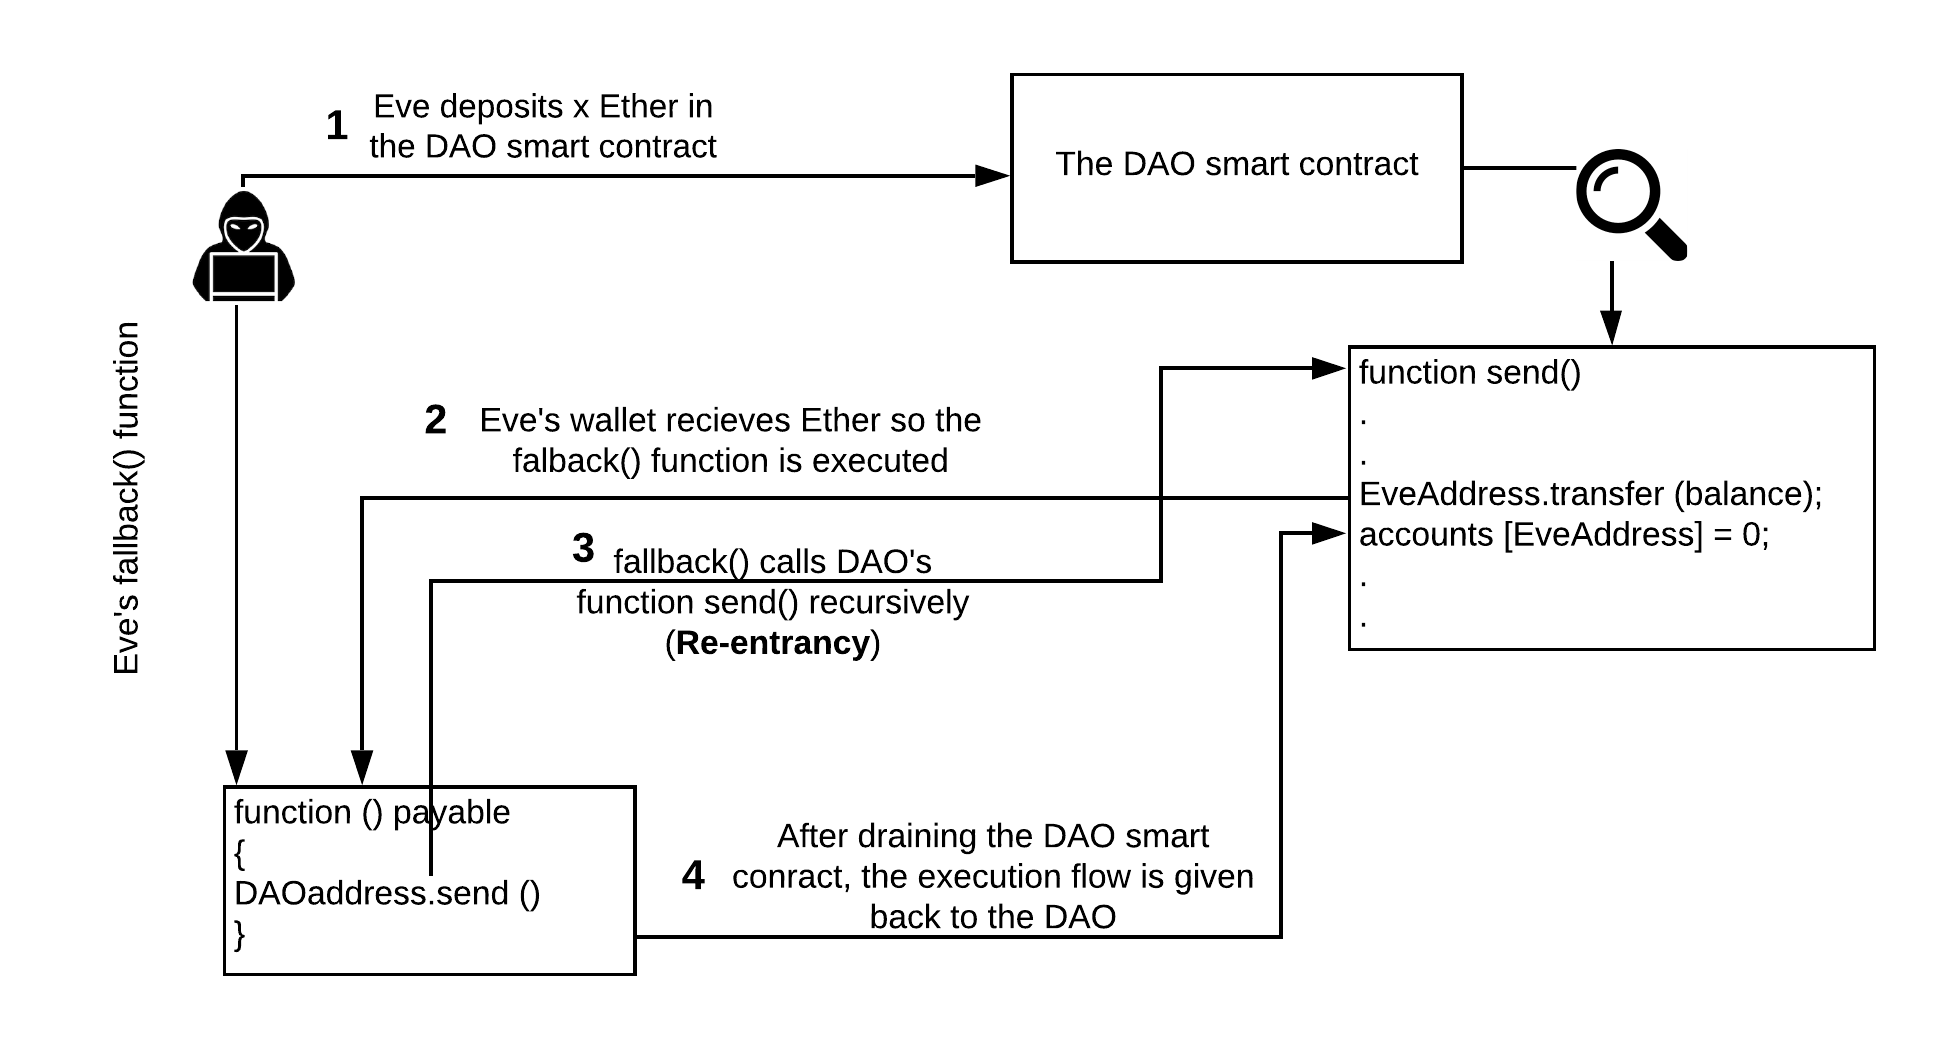 1
Eve deposits x Ether in
the DAO smart contract
The DAO smart contract
Eve's fallback() function
2
Eve's wallet recieves Ether so the
falback() function is executed
function send()
.
.
EveAddress.transfer (balance);
accounts [EveAddress] = 0;
.
.
3
fallback() calls DAO's
function send() recursively
(Re-entrancy)
function () payable
{
DAOaddress.send ()
}
4
After draining the DAO smart
conract, the execution flow is given
back to the DAO